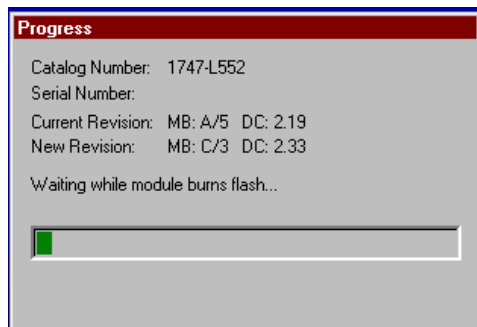 Progress
Catalog Number: 1747-L552
Serial Number:
Current Revision: MB: A/5 DC: 2.19
New Revision: MB: C/3 DC: 2.33
Waiting while module burns flash...